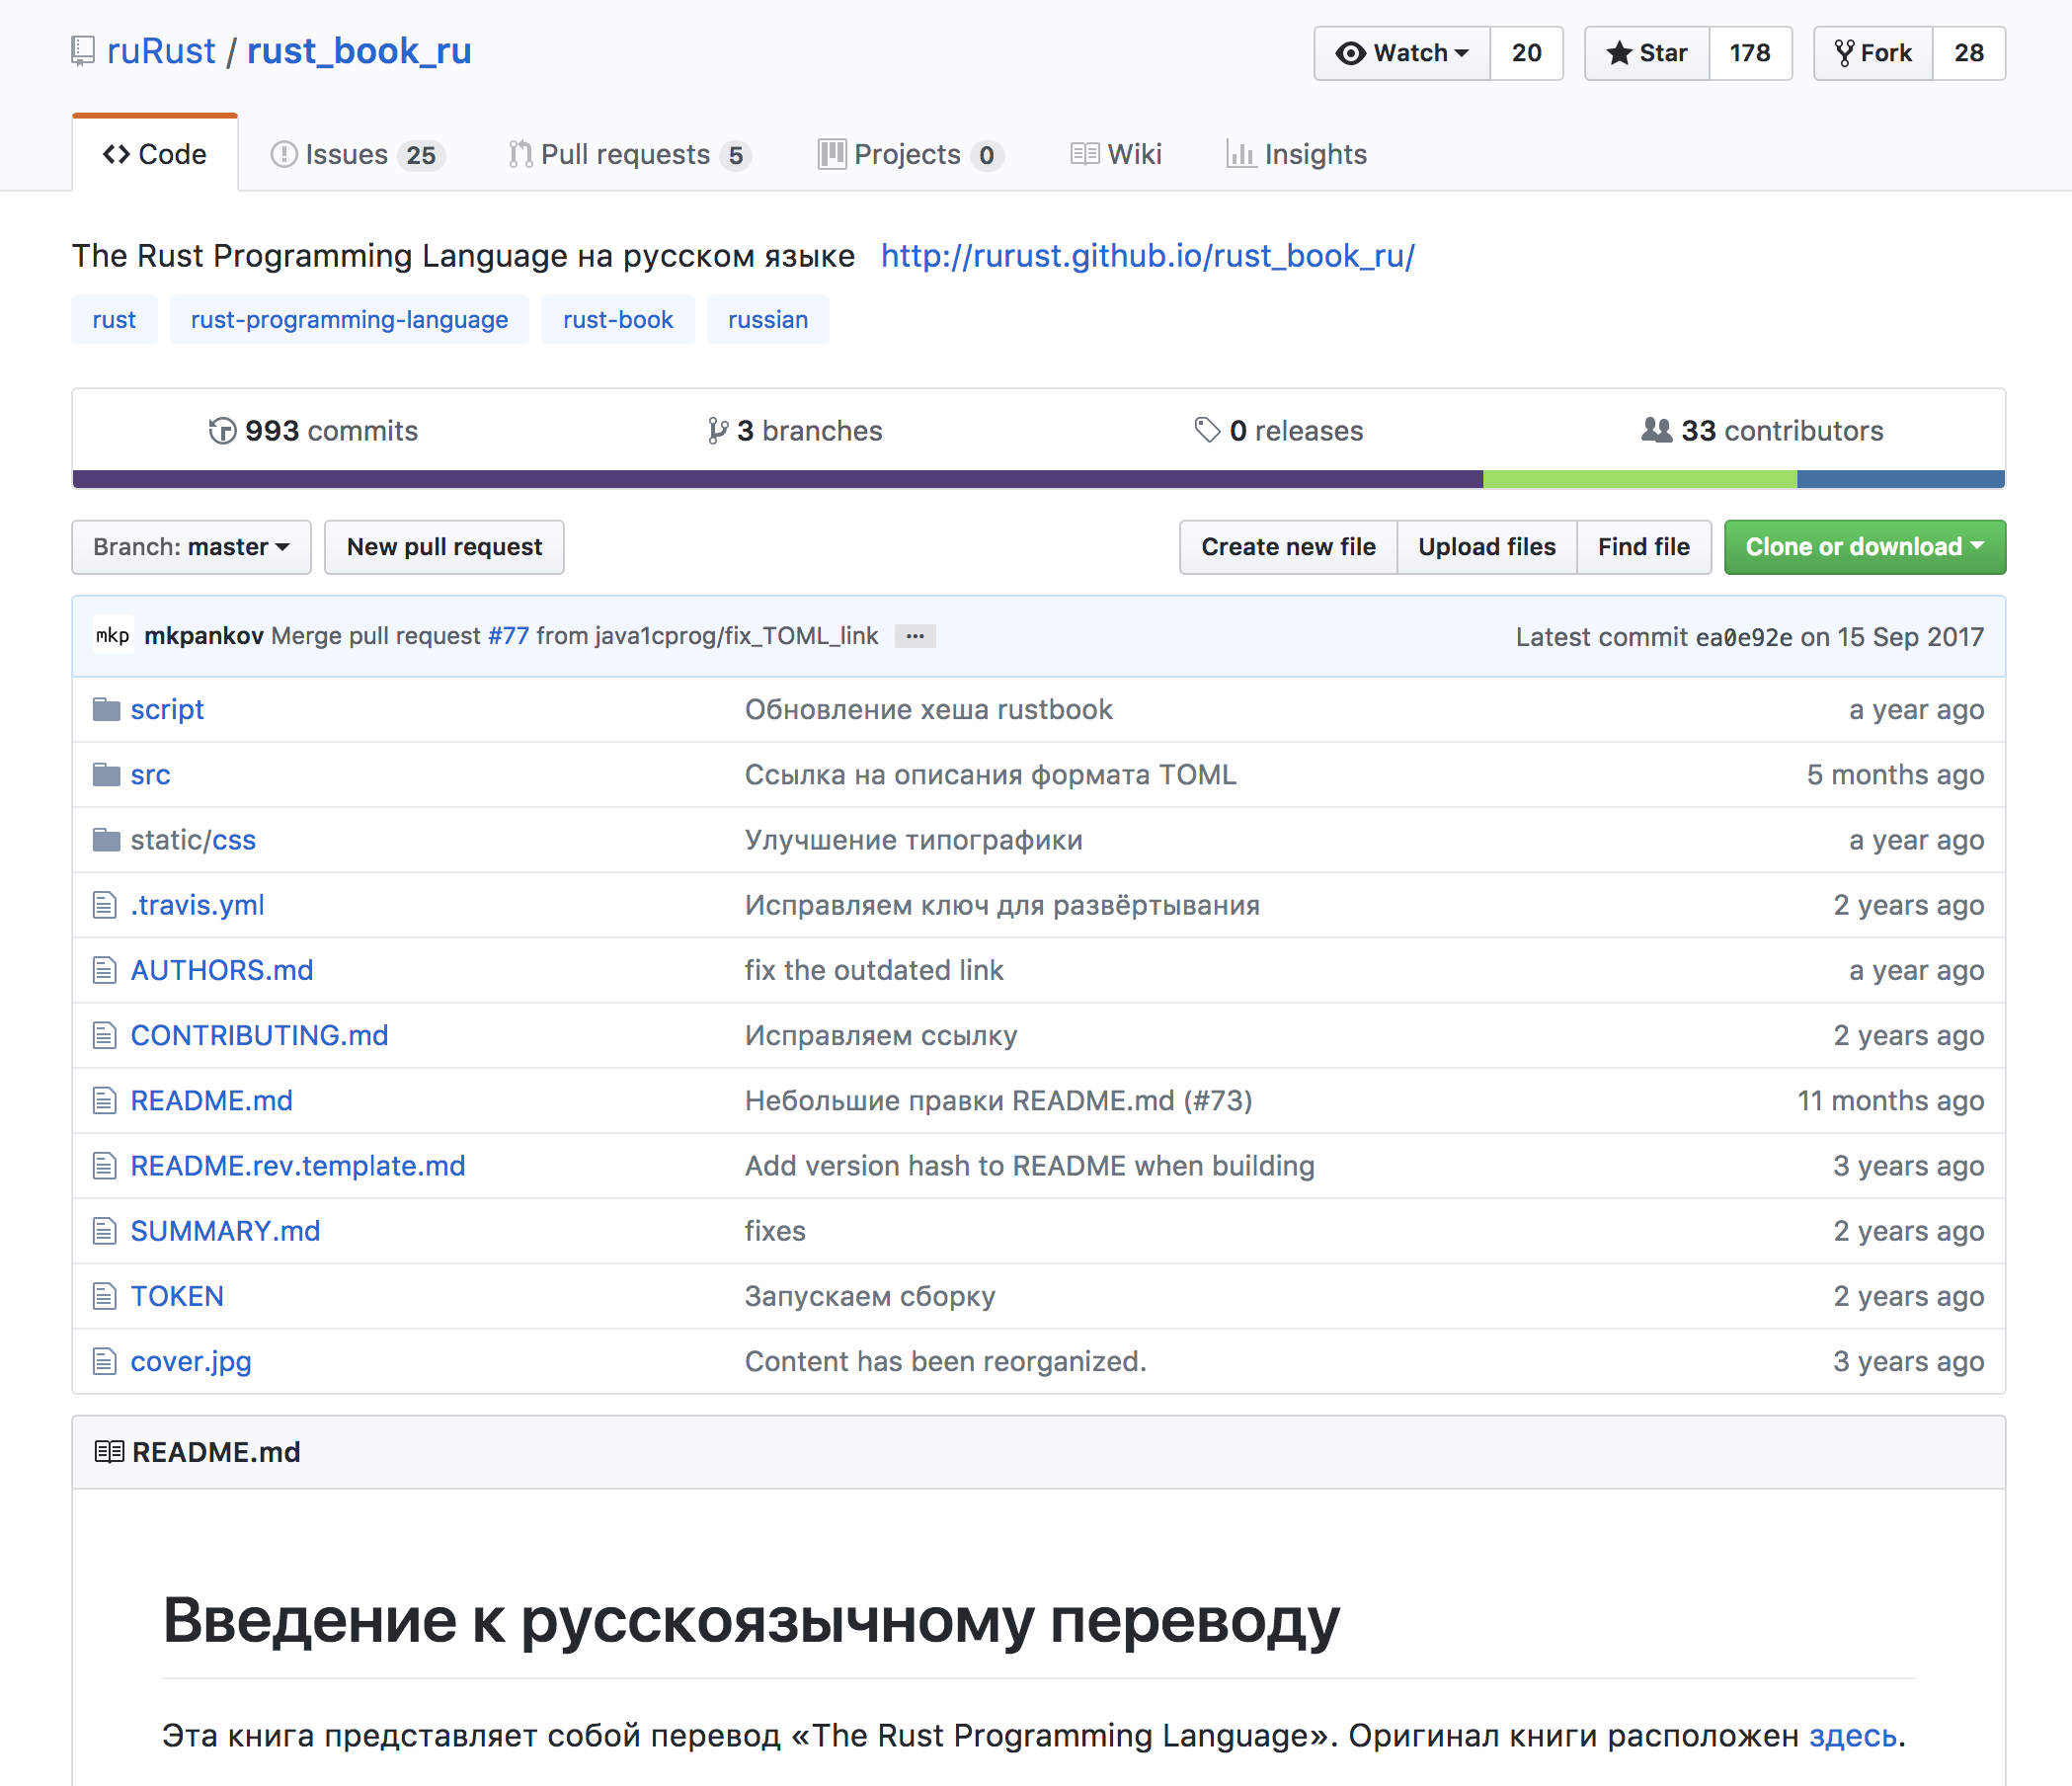 ruRust / rust_book_ru Watch 20 Star 178 Fork 28
Code Issues 25 Pull requests 5 Projects 0 Wiki Insights
The Rust Programming Language на русском языке http://rurust.github.io/rust_book_ru/
rust rust-programming-language rust-book russian
993 commits 3 branches 0 releases 33 contributors
Branch: master New pull request Create new file Upload files Find file Clone or download
mkp mkpankov Merge pull request #77 from java1cprog/fix_TOML_link ... Latest commit ea0e92e on 15 Sep 2017
script Обновление хеша rustbook a year ago
src Ссылка на описания формата TOML 5 months ago
static/css Улучшение типографики a year ago
.travis.yml Исправляем ключ для развёртывания 2 years ago
AUTHORS.md fix the outdated link a year ago
CONTRIBUTING.md Исправляем ссылку 2 years ago
README.md Небольшие правки README.md (#73) 11 months ago
README.rev.template.md Add version hash to README when building 3 years ago
SUMMARY.md fixes 2 years ago
TOKEN Запускаем сборку 2 years ago
cover.jpg Content has been reorganized. 3 years ago
README.md
Введение к русскоязычному переводу
Эта книга представляет собой перевод «The Rust Programming Language». Оригинал книги расположен здесь.